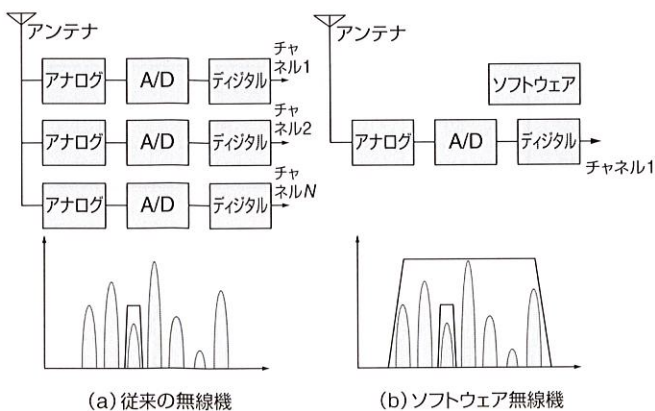 アンテナ
アナログ
A/D
ディジタル
チャ
ネル1
アナログ
A/D
ディジタル
チャ
ネル2
アナログ
A/D
ディジタル
チャ
ネルN
(a)従来の無線機
アンテナ
ソフトウェア
アナログ
A/D
ディジタル
チャネル1
(b)ソフトウェア無線機